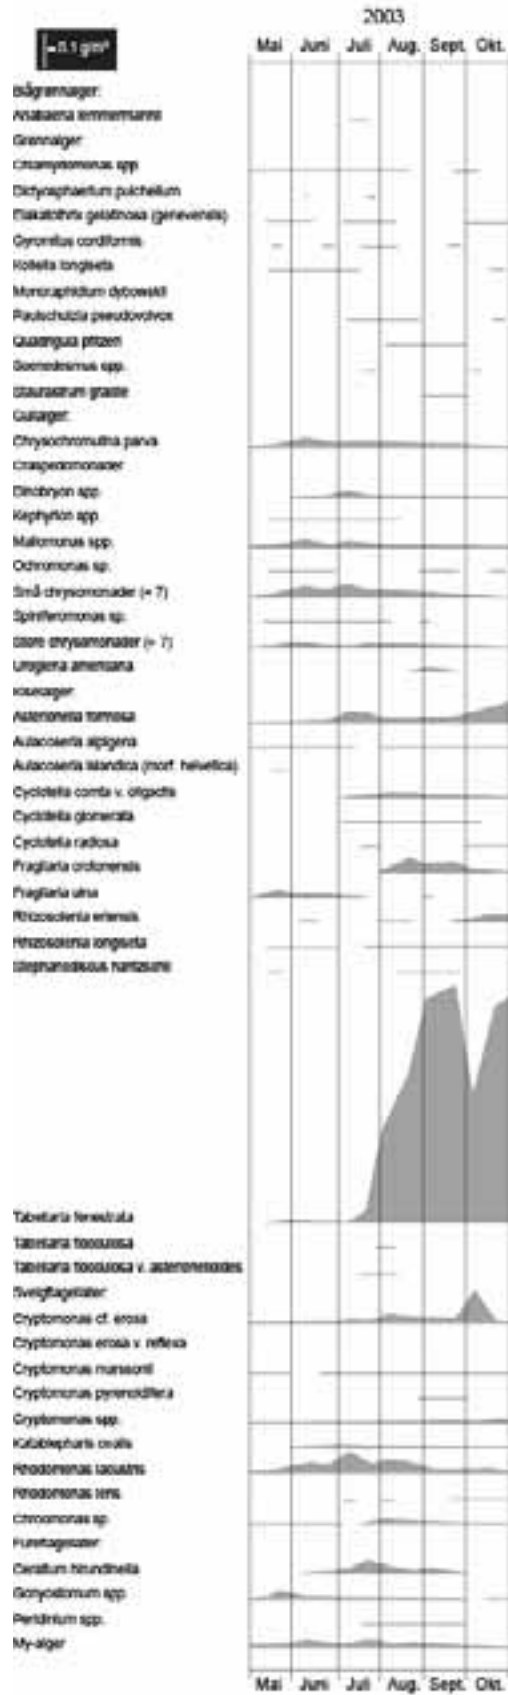 2003
= 0.1 g/m³
Mai Juni Juli Aug. Sept. Okt.
Blågrønnalger:
Anabaena lemmermannii
Grønnalger:
Chlamydomonas spp.
Dictyosphaerium pulchellum
Elakatothrix gelatinosa (genevensis)
Gyromitus cordiformis
Koliella longiseta
Monoraphidium dybowskii
Paulschulzia pseudovolvox
Quadrigula pfitzeri
Scenedesmus spp.
Staurastrum gracile
Gullalger:
Chrysochromulina parva
Craspedomonader
Dinobryon spp.
Kephyrion spp.
Mallomonas spp.
Ochromonas sp.
Små chrysomonader (< 7)
Spiniferomonas sp.
Store chrysomonader (> 7)
Uroglena americana
Kiselalger:
Asterionella formosa
Aulacoseira alpigena
Aulacoseira islandica (morf. helvetica)
Cyclotella comta v. oligactis
Cyclotella glomerata
Cyclotella radiosa
Fragilaria crotonensis
Fragilaria ulna
Rhizosolenia eriensis
Rhizosolenia longiseta
Stephanodiscus hantzschii
Tabellaria fenestrata
Tabellaria flocculosa
Tabellaria flocculosa v. asterionelloides
Svelgflagellater:
Cryptomonas cf. erosa
Cryptomonas erosa v. reflexa
Cryptomonas marssonii
Cryptomonas pyrenoidifera
Cryptomonas spp.
Katablepharis ovalis
Rhodomonas lacustris
Rhodomonas lens
Chroomonas sp.
Fureflagellater:
Ceratium hirundinella
Gonyostomum spp.
Peridinium spp.
My-alger
Mai Juni Juli Aug. Sept. Okt.